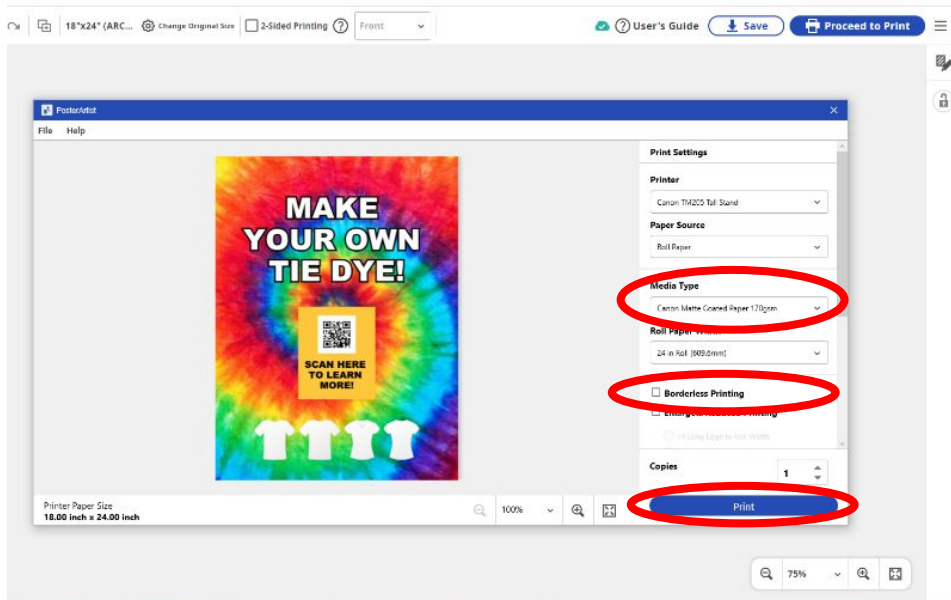 18"x24" (ARC... Change Original Size 2-Sided Printing ? Front
? User's Guide Save Proceed to Print
PosterArtist
File Help
MAKE
YOUR OWN
TIE DYE!
SCAN HERE
TO LEARN
MORE!
Printer Paper Size
18.00 inch x 24.00 inch
100%
Print Settings
Printer
Canon TM205 Tall Stand
Paper Source
Roll Paper
Media Type
Canon Matte Coated Paper 170gsm
Roll Paper Width
24 in Roll (609.6mm)
Borderless Printing
Copies
1
Print
75%